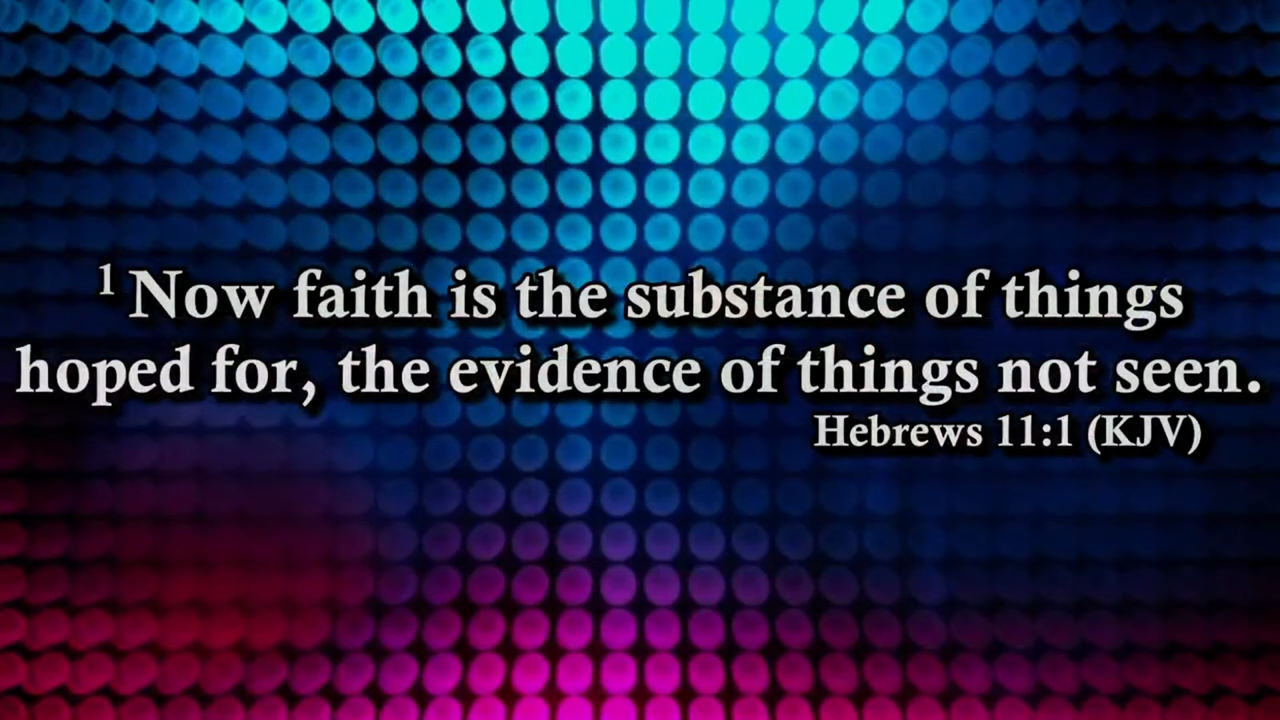 1 Now faith is the substance of things
hoped for, the evidence of things not seen.
Hebrews 11:1 (KJV)